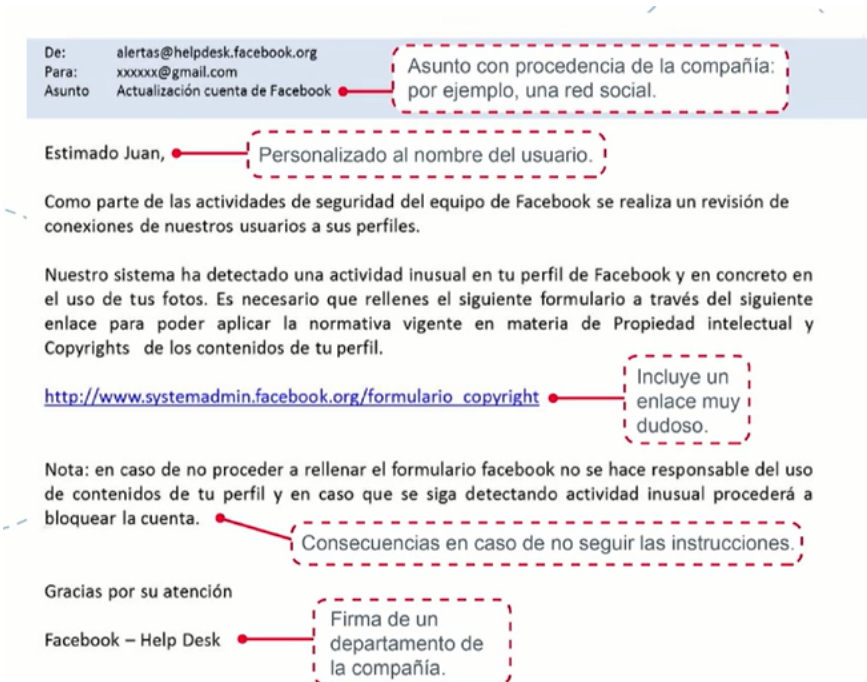 De: alertas@helpdesk.facebook.org
Para: xxxxxx@gmail.com
Asunto Actualización cuenta de Facebook
Asunto con procedencia de la compañía:
por ejemplo, una red social.
Estimado Juan,
Personalizado al nombre del usuario.
Como parte de las actividades de seguridad del equipo de Facebook se realiza un revisión de
conexiones de nuestros usuarios a sus perfiles.
Nuestro sistema ha detectado una actividad inusual en tu perfil de Facebook y en concreto en
el uso de tus fotos. Es necesario que rellenes el siguiente formulario a través del siguiente
enlace para poder aplicar la normativa vigente en materia de Propiedad intelectual y
Copyrights de los contenidos de tu perfil.
http://www.systemadmin.facebook.org/formulario_copyright
Incluye un
enlace muy
dudoso.
Nota: en caso de no proceder a rellenar el formulario facebook no se hace responsable del uso
de contenidos de tu perfil y en caso que se siga detectando actividad inusual procederá a
bloquear la cuenta.
Consecuencias en caso de no seguir las instrucciones.
Gracias por su atención
Facebook – Help Desk
Firma de un
departamento de
la compañía.